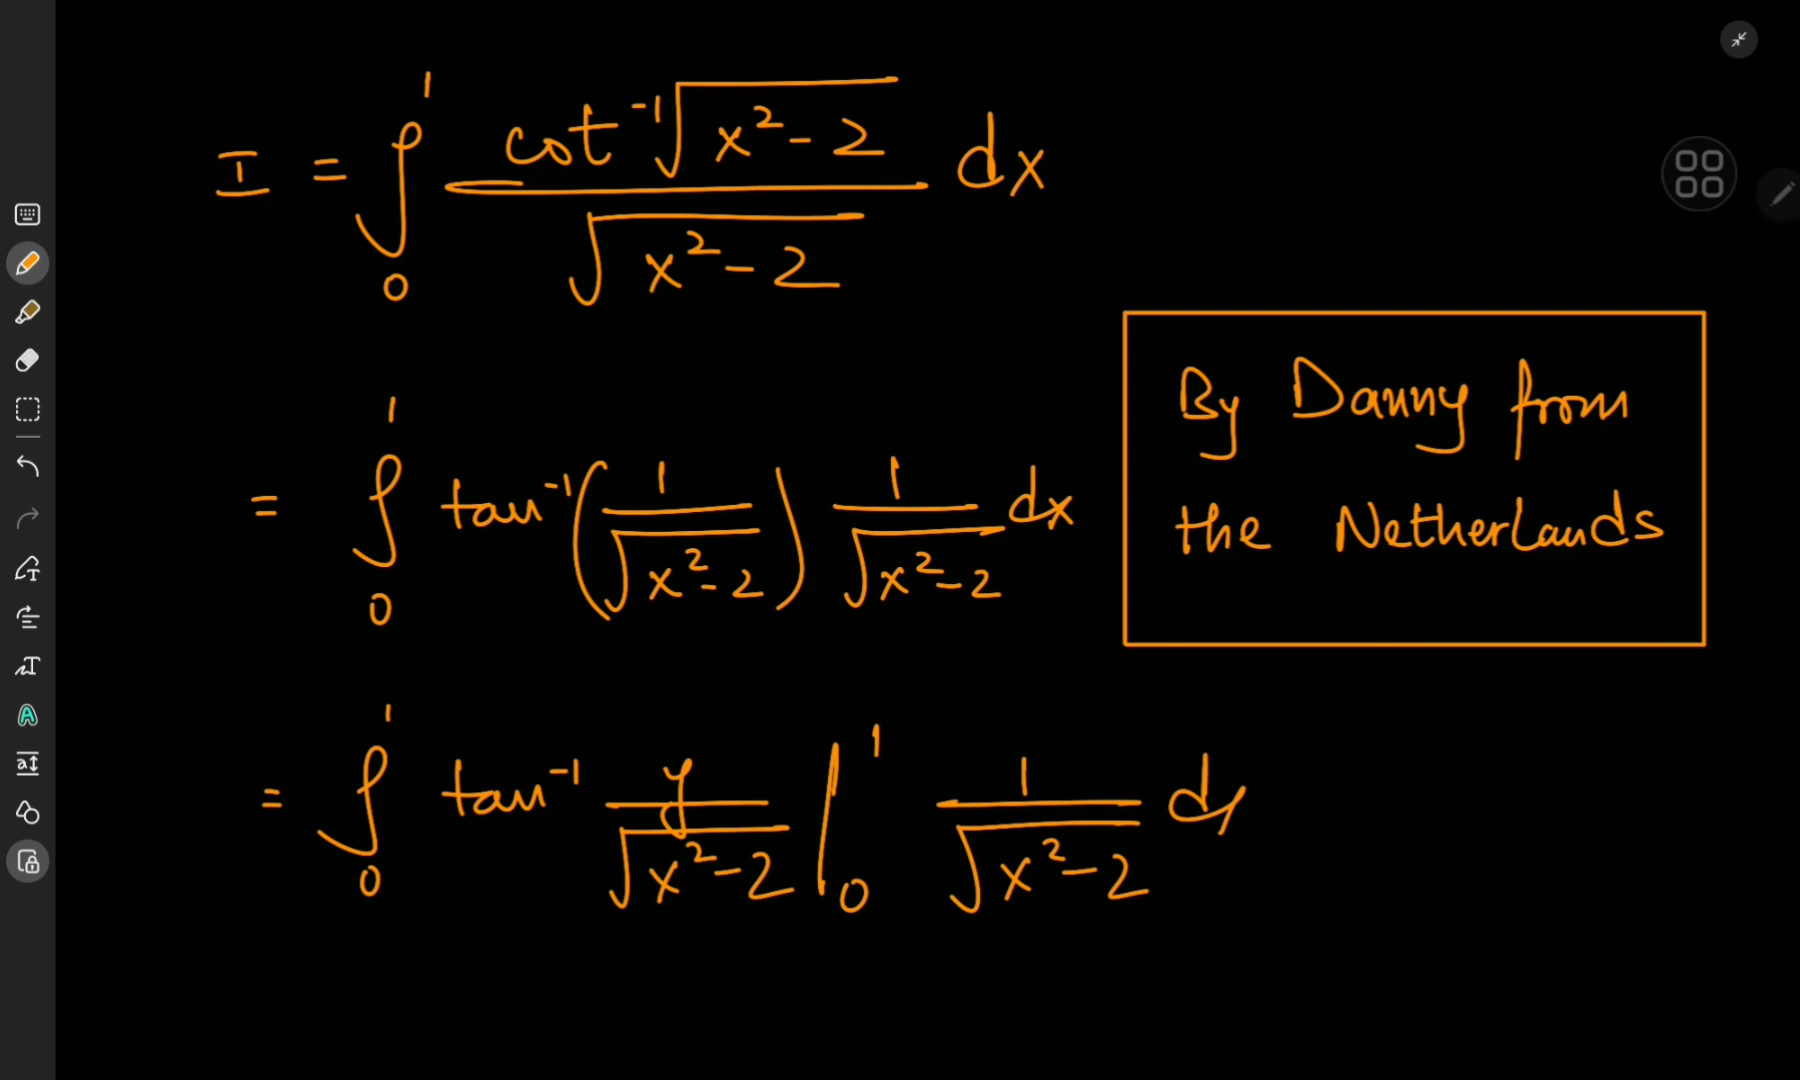 I = ∫₀¹ cot⁻¹√(x²-2) / √(x²-2) dx
= ∫₀¹ tan⁻¹(1/√(x²-2)) 1/√(x²-2) dx
By Danny from
the Netherlands
= ∫₀¹ tan⁻¹ y/√(x²-2) |₀¹ 1/√(x²-2) d